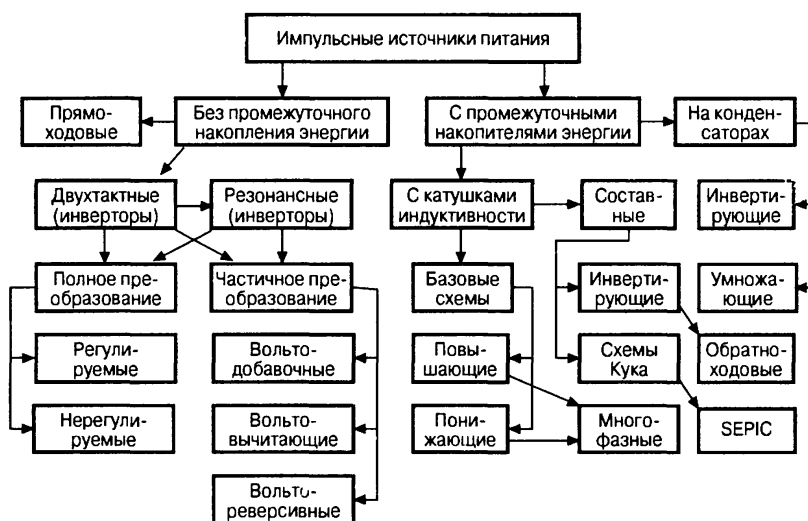 Импульсные источники питания
Прямо-
ходовые
Без промежуточного
накопления энергии
С промежуточными
накопителями энергии
На конден-
саторах
Двухтактные
(инверторы)
Резонансные
(инверторы)
С катушками
индуктивности
Состав-
ные
Инверти-
рующие
Полное пре-
образование
Частичное пре-
образование
Базовые
схемы
Инверти-
рующие
Умножа-
ющие
Регули-
руемые
Вольто-
добавочные
Повы-
шающие
Схемы
Кука
Обратно-
ходовые
Нерегули-
руемые
Вольто-
вычитающие
Пони-
жающие
Много-
фазные
SEPIC
Вольто-
реверсивные